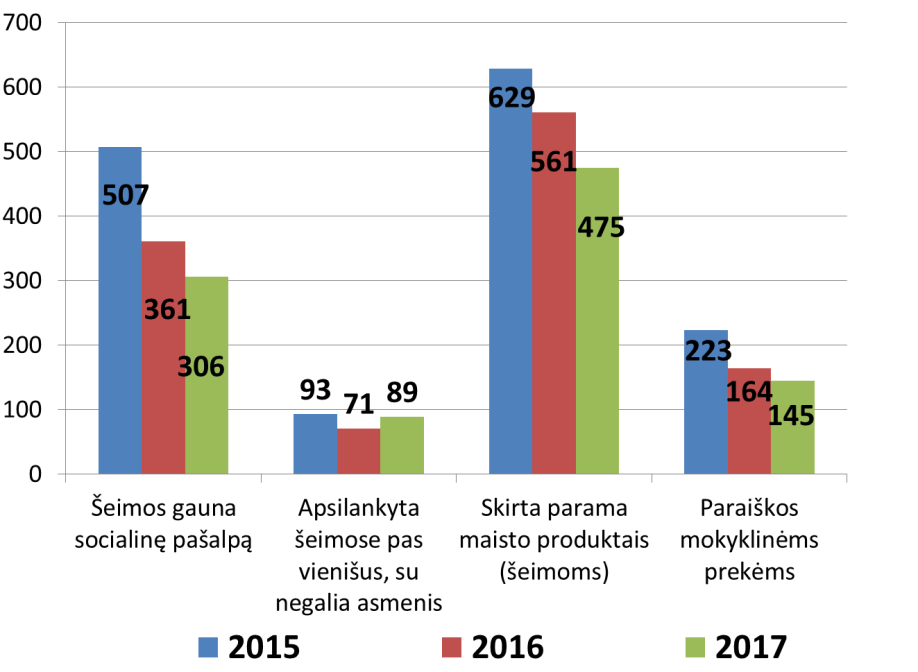 700
600
500
400
300
200
100
0
507
361
306
93
71
89
629
561
475
223
164
145
Šeimos gauna
socialinę pašalpą
Apsilankyta
šeimose pas
vienišus, su
negalia asmenis
Skirta parama
maisto produktais
(šeimoms)
Paraiškos
mokyklinėms
prekėms
2015 2016 2017